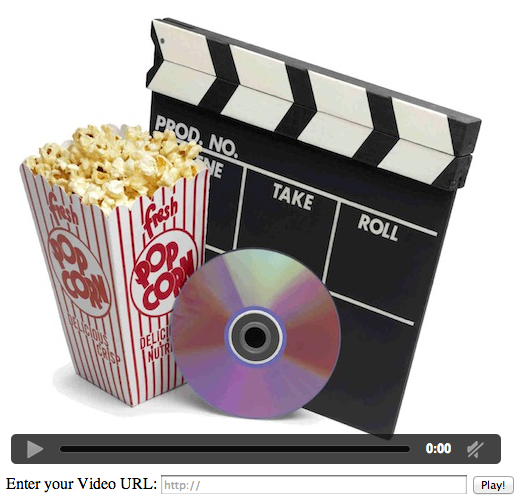 PROD. NO.
TAKE
ROLL
fresh
POP
CORN
DELICIOUS
CRISP
fresh
POP
CORN
0:00
Enter your Video URL: http:// Play!